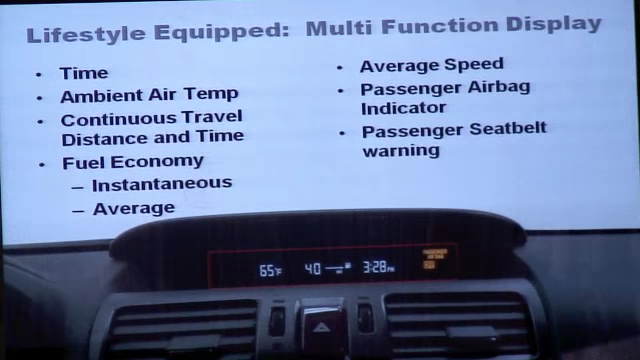 Lifestyle Equipped: Multi Function Display
• Time
• Ambient Air Temp
• Continuous Travel
Distance and Time
• Fuel Economy
– Instantaneous
– Average
• Average Speed
• Passenger Airbag
Indicator
• Passenger Seatbelt
warning
65°F 40 3:28PM